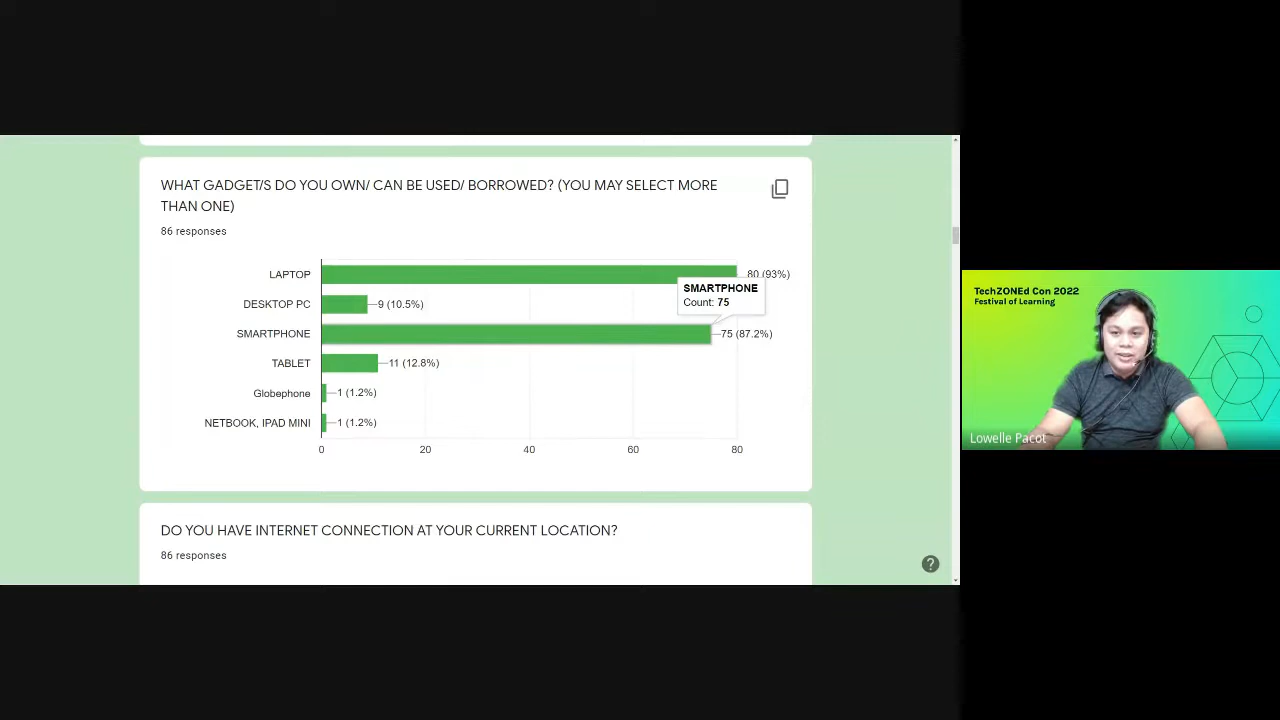 WHAT GADGET/S DO YOU OWN/ CAN BE USED/ BORROWED? (YOU MAY SELECT MORE
THAN ONE)
86 responses
LAPTOP
80 (93%)
SMARTPHONE
Count: 75
DESKTOP PC
9 (10.5%)
SMARTPHONE
75 (87.2%)
TABLET
11 (12.8%)
Globephone
1 (1.2%)
NETBOOK, IPAD MINI
1 (1.2%)
0 20 40 60 80
DO YOU HAVE INTERNET CONNECTION AT YOUR CURRENT LOCATION?
86 responses
?
TechZONEd Con 2022
Festival of Learning
Lowelle Pacot